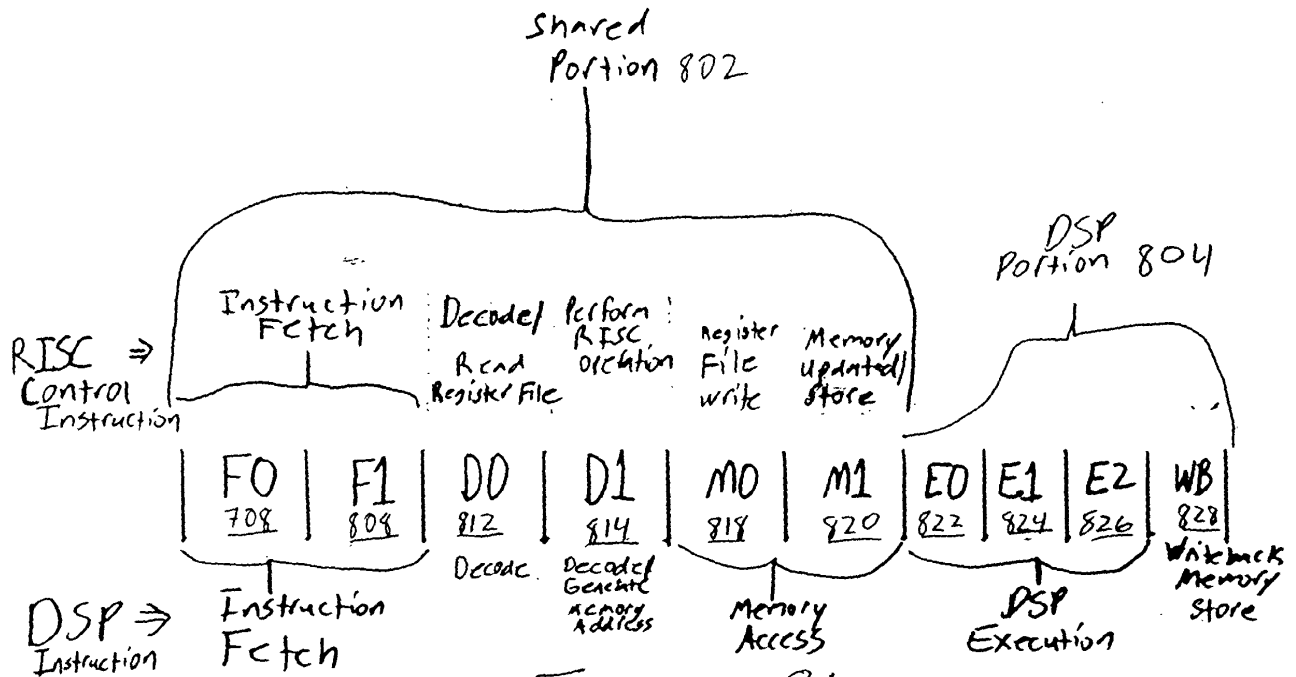 Shared
Portion 802
DSP
Portion 804
RISC ⇒
Control
Instruction
Instruction
Fetch
Decode/
Read
Register File
Perform
RISC
Operation
Register
File
write
Memory
Updated/
Store
F0 F1 D0 D1 M0 M1 E0 E1 E2 WB
708 808 812 814 818 820 822 824 826 828
DSP ⇒
Instruction
Instruction
Fetch
Decode
Decode/
Generate
Memory
Address
Memory
Access
DSP
Execution
Writeback
Memory
Store